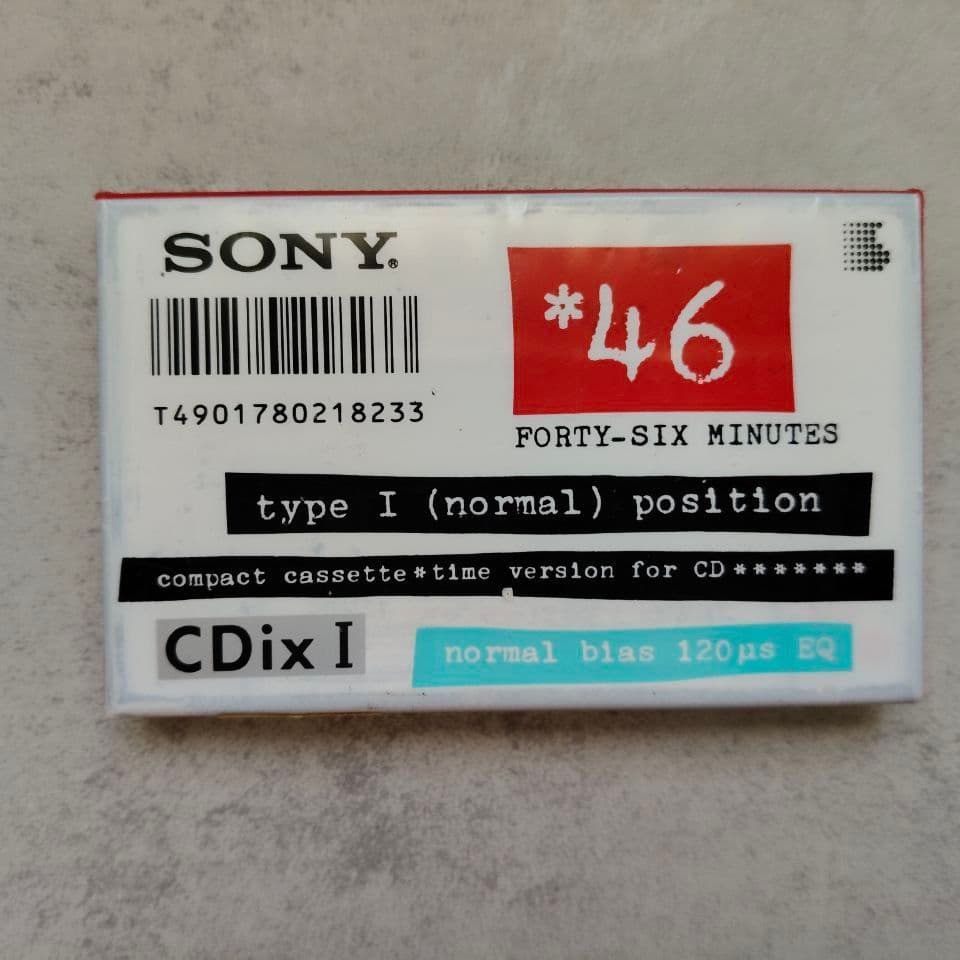 SONY®
T4901780218233
*46
FORTY-SIX MINUTES
type I (normal) position
compact cassette*time version for CD*******
CDix I
normal bias 120µs EQ